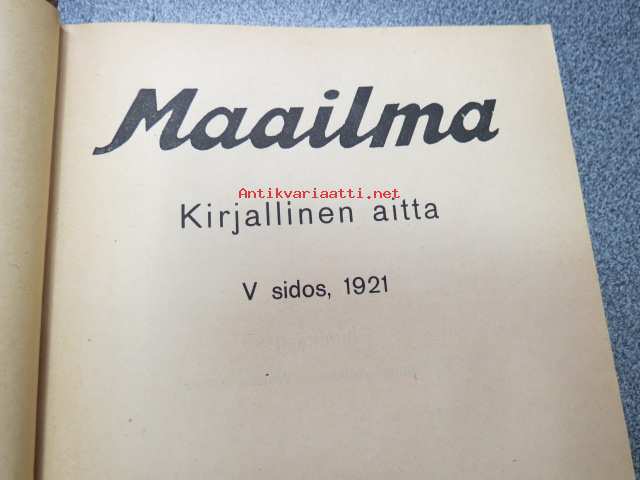 Maailma
Antikvariaatti.net
Kirjallinen aitta
V sidos, 1921